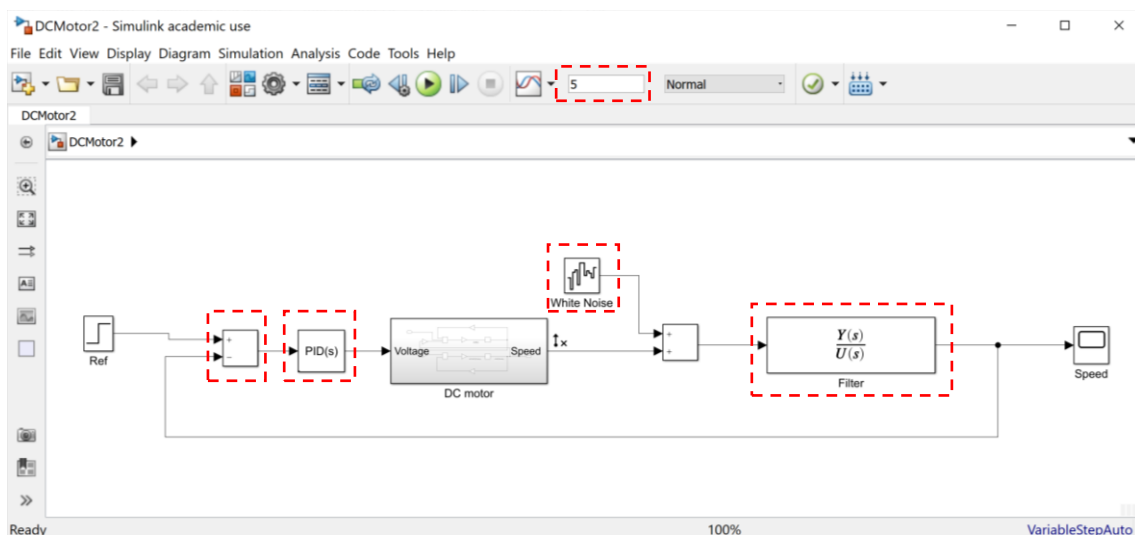 DCMotor2 - Simulink academic use
File Edit View Display Diagram Simulation Analysis Code Tools Help
5
Normal
DCMotor2
DCMotor2
White Noise
Ref
+
−
PID(s)
Voltage
Speed
DC motor
+
+
Y(s)
U(s)
Filter
Speed
Ready
100%
VariableStepAuto